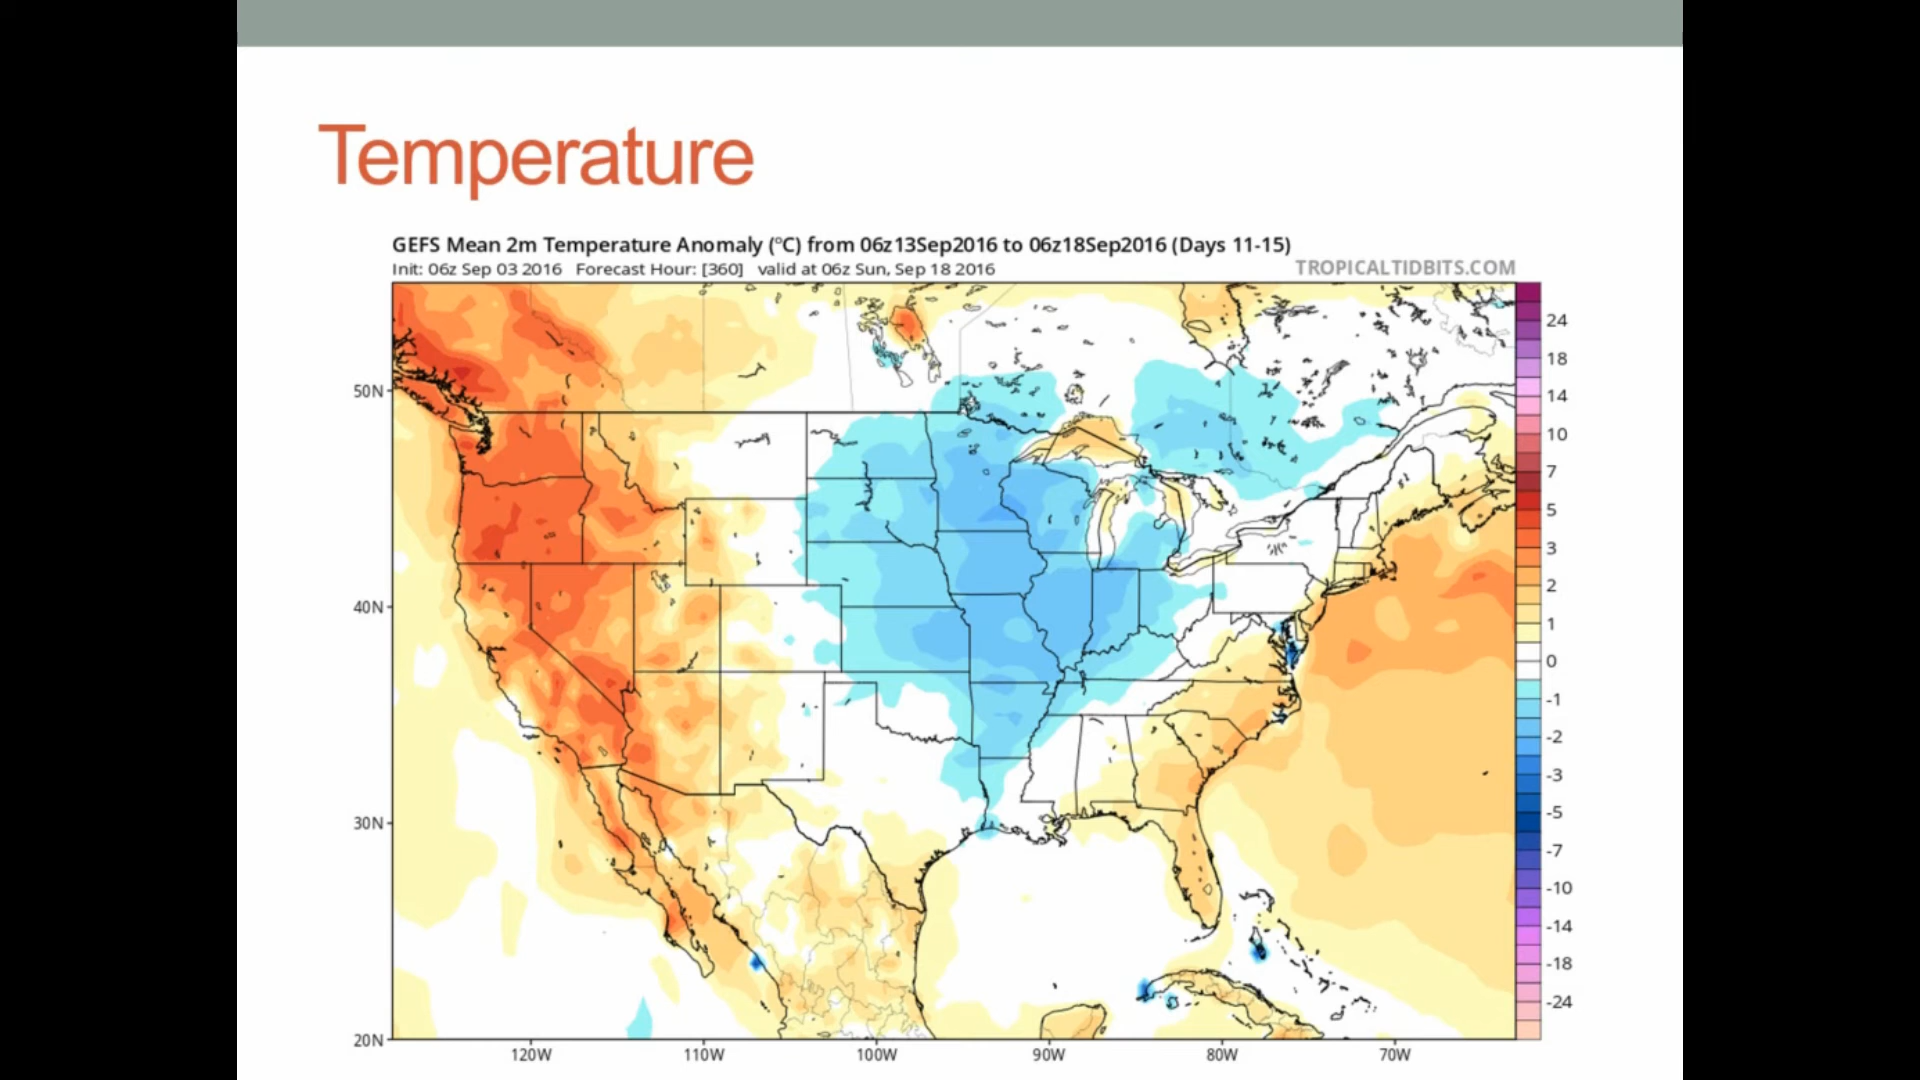 Temperature
GEFS Mean 2m Temperature Anomaly (°C) from 06z13Sep2016 to 06z18Sep2016 (Days 11-15)
Init: 06z Sep 03 2016 Forecast Hour: [360] valid at 06z Sun, Sep 18 2016
TROPICALTIDBITS.COM
50N
40N
30N
20N
120W
110W
100W
90W
80W
70W
24
18
14
10
7
5
3
2
1
0
-1
-2
-3
-5
-7
-10
-14
-18
-24